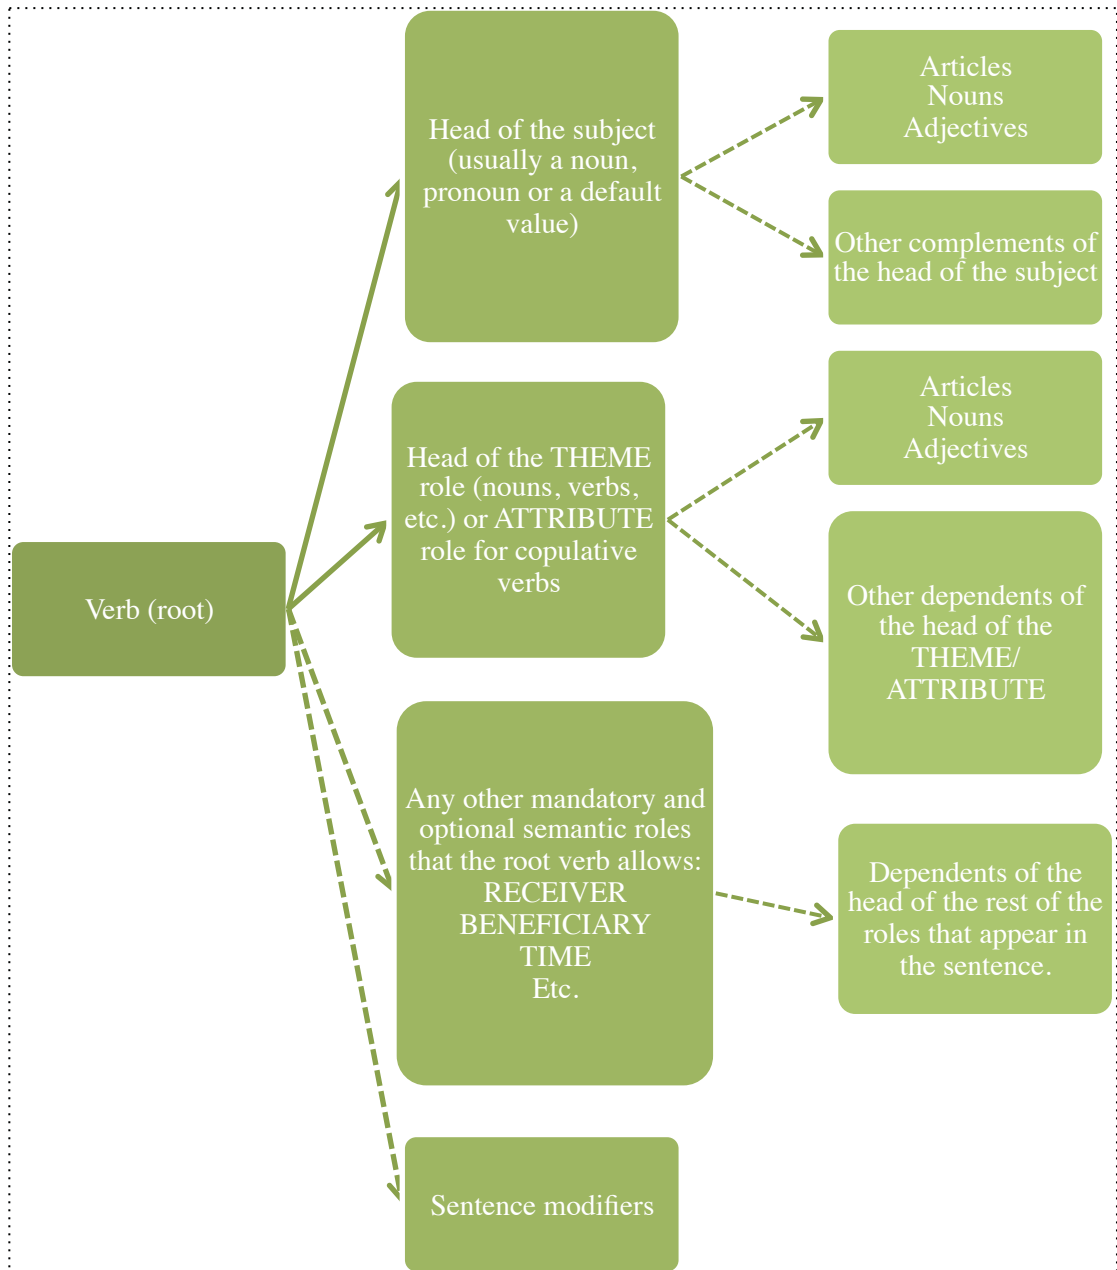 Verb (root)
Head of the subject
(usually a noun,
pronoun or a default
value)
Articles
Nouns
Adjectives
Other complements of
the head of the subject
Head of the THEME
role (nouns, verbs,
etc.) or ATTRIBUTE
role for copulative
verbs
Articles
Nouns
Adjectives
Other dependents of
the head of the
THEME/
ATTRIBUTE
Any other mandatory and
optional semantic roles
that the root verb allows:
RECEIVER
BENEFICIARY
TIME
Etc.
Dependents of the
head of the rest of the
roles that appear in
the sentence.
Sentence modifiers